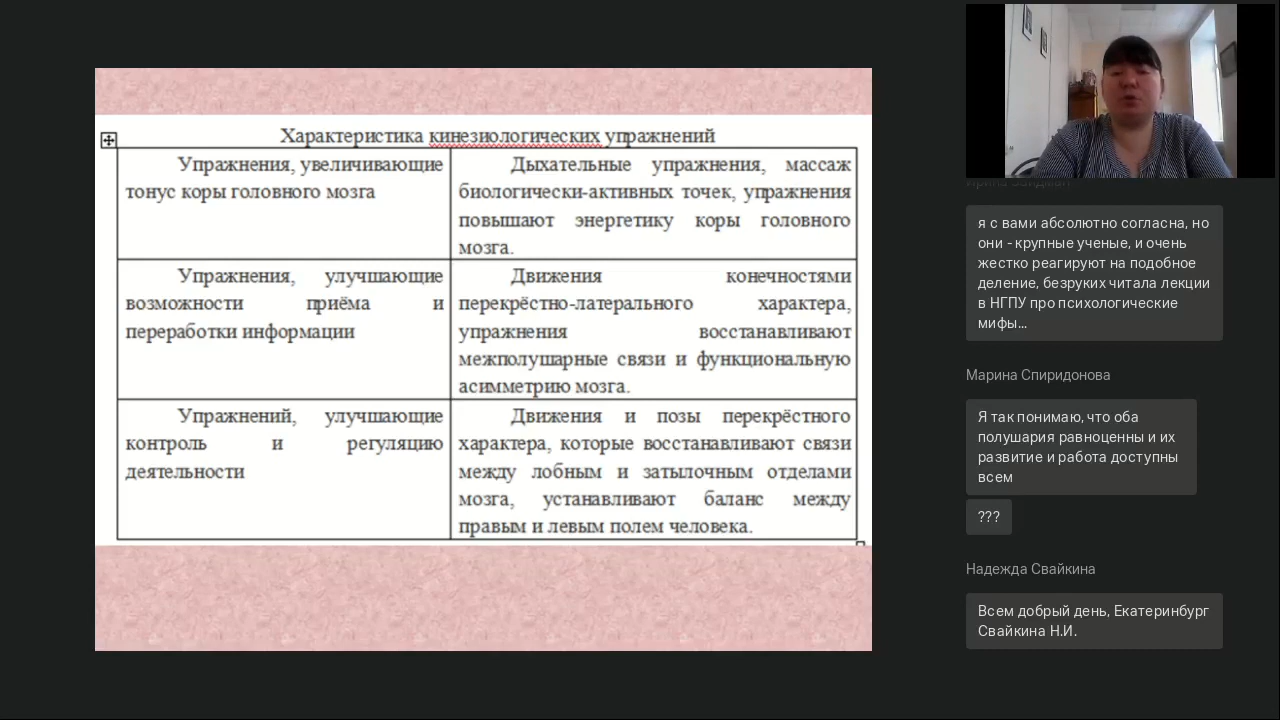 Характеристика кинезиологических упражнений
Упражнения, увеличивающие
тонус коры головного мозга
Дыхательные упражнения, массаж
биологически-активных точек, упражнения
повышают энергетику коры головного
мозга.
Упражнения, улучшающие
возможности приёма и
переработки информации
Движения конечностями
перекрёстно-латерального характера,
упражнения восстанавливают
межполушарные связи и функциональную
асимметрию мозга.
Упражнений, улучшающие
контроль и регуляцию
деятельности
Движения и позы перекрёстного
характера, которые восстанавливают связи
между лобным и затылочным отделами
мозга, устанавливают баланс между
правым и левым полем человека.
я с вами абсолютно согласна, но
они - крупные ученые, и очень
жестко реагируют на подобное
деление, безруких читала лекции
в НГПУ про психологические
мифы...
Марина Спиридонова
Я так понимаю, что оба
полушария равноценны и их
развитие и работа доступны
всем
???
Надежда Свайкина
Всем добрый день, Екатеринбург
Свайкина Н.И.